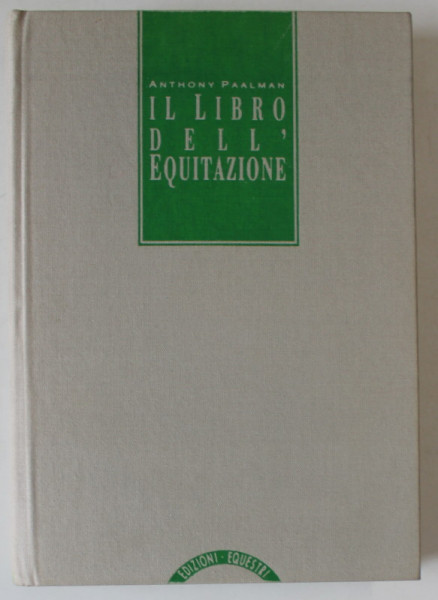 ANTHONY PAALMAN
IL LIBRO
DELL'
EQUITAZIONE
EDIZIONI - EQUESTRI